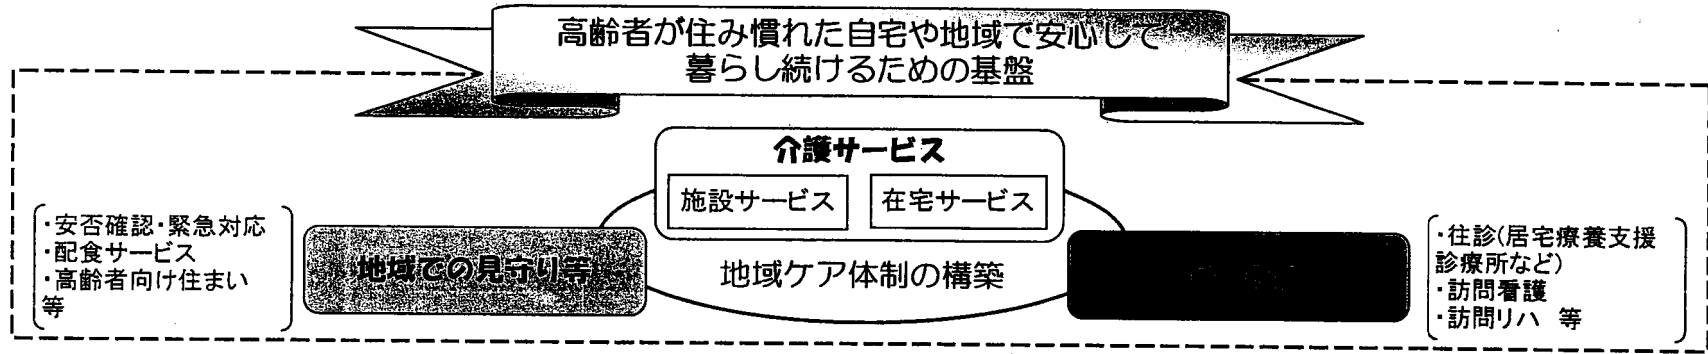 高齢者が住み慣れた自宅や地域で安心して
暮らし続けるための基盤
介護サービス
施設サービス
在宅サービス
・安否確認・緊急対応
・配食サービス
・高齢者向け住まい
等
地域での見守り等
地域ケア体制の構築
・往診(居宅療養支援
診療所など)
・訪問看護
・訪問リハ 等